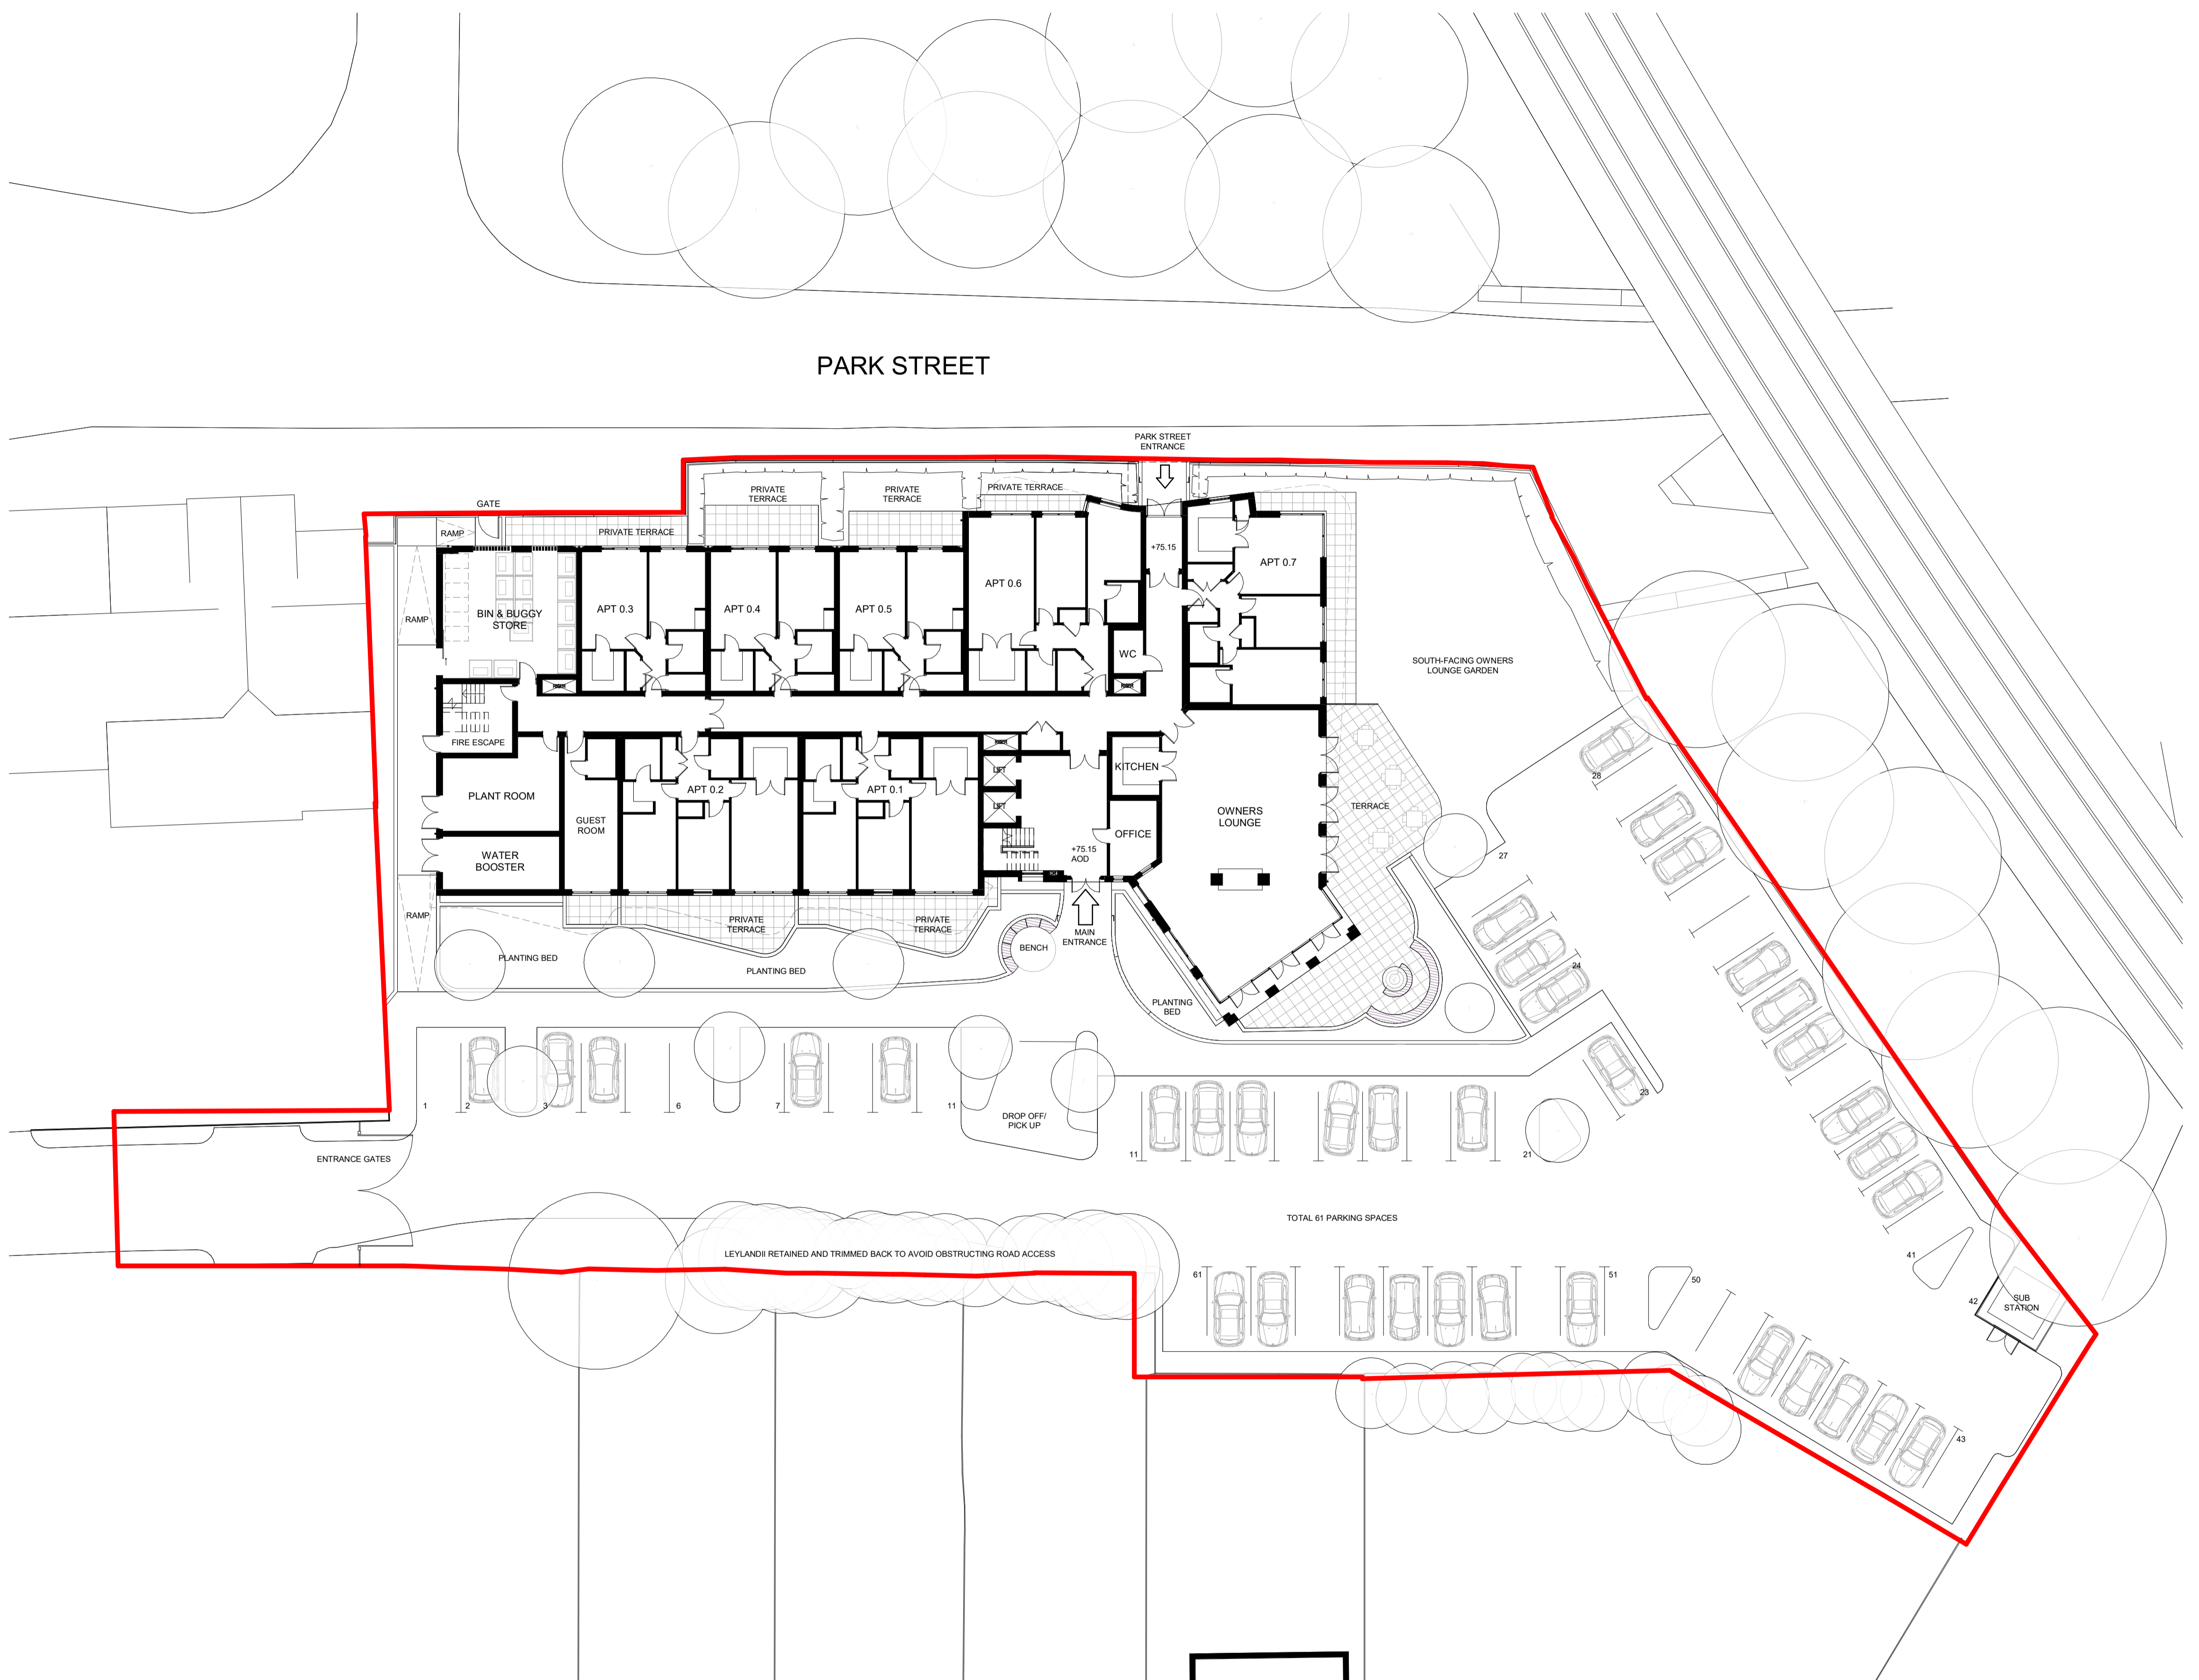 PARK STREET
PARK STREET
ENTRANCE
GATE
RAMP
PRIVATE TERRACE
PRIVATE
TERRACE
PRIVATE
TERRACE
PRIVATE TERRACE
+75.15
APT 0.7
RAMP
BIN & BUGGY
STORE
APT 0.3
APT 0.4
APT 0.5
APT 0.6
WC
SOUTH-FACING OWNERS
LOUNGE GARDEN
RISER
RISER
FIRE ESCAPE
RISER
LIFT
LIFT
KITCHEN
PLANT ROOM
GUEST
ROOM
APT 0.2
APT 0.1
OFFICE
OWNERS
LOUNGE
TERRACE
WATER
BOOSTER
+75.15
AOD
28
27
RAMP
PRIVATE
TERRACE
PRIVATE
TERRACE
MAIN
ENTRANCE
BENCH
PLANTING BED
PLANTING BED
PLANTING
BED
24
23
1
2
3
6
7
11
DROP OFF/
PICK UP
11
21
ENTRANCE GATES
TOTAL 61 PARKING SPACES
LEYLANDII RETAINED AND TRIMMED BACK TO AVOID OBSTRUCTING ROAD ACCESS
61
51
50
41
42
SUB
STATION
43